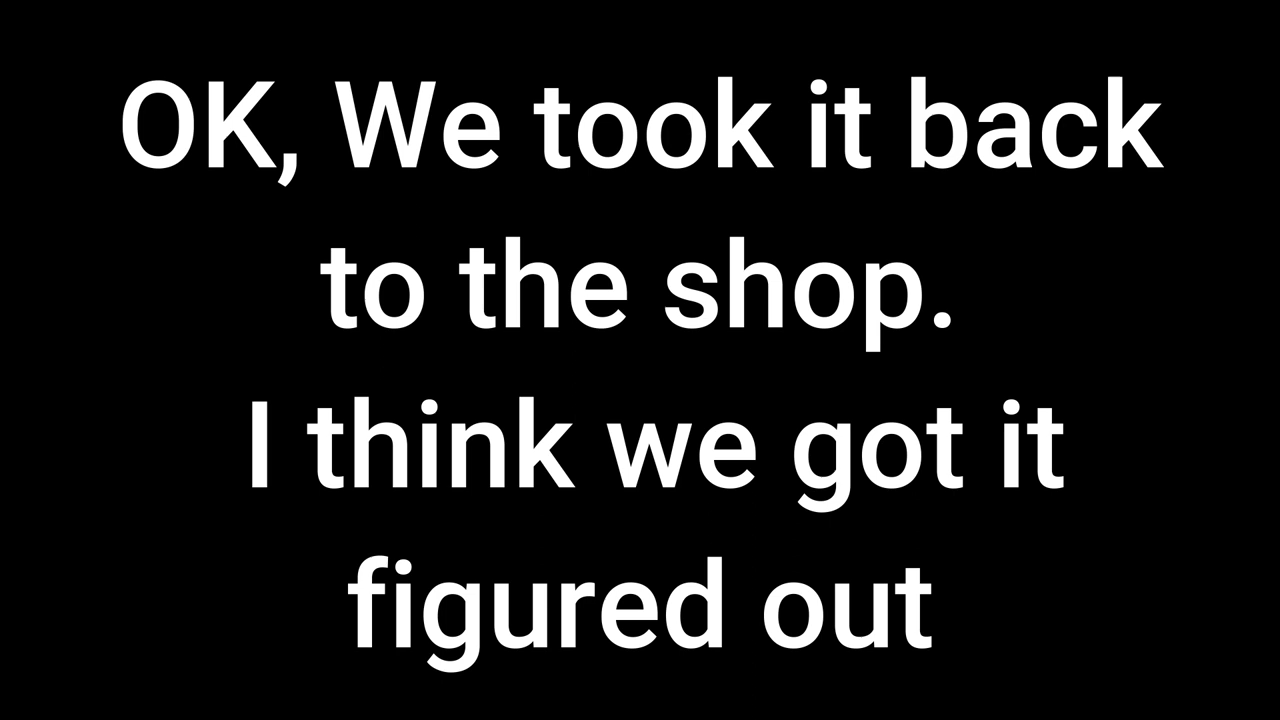 OK, We took it back
to the shop.
I think we got it
figured out